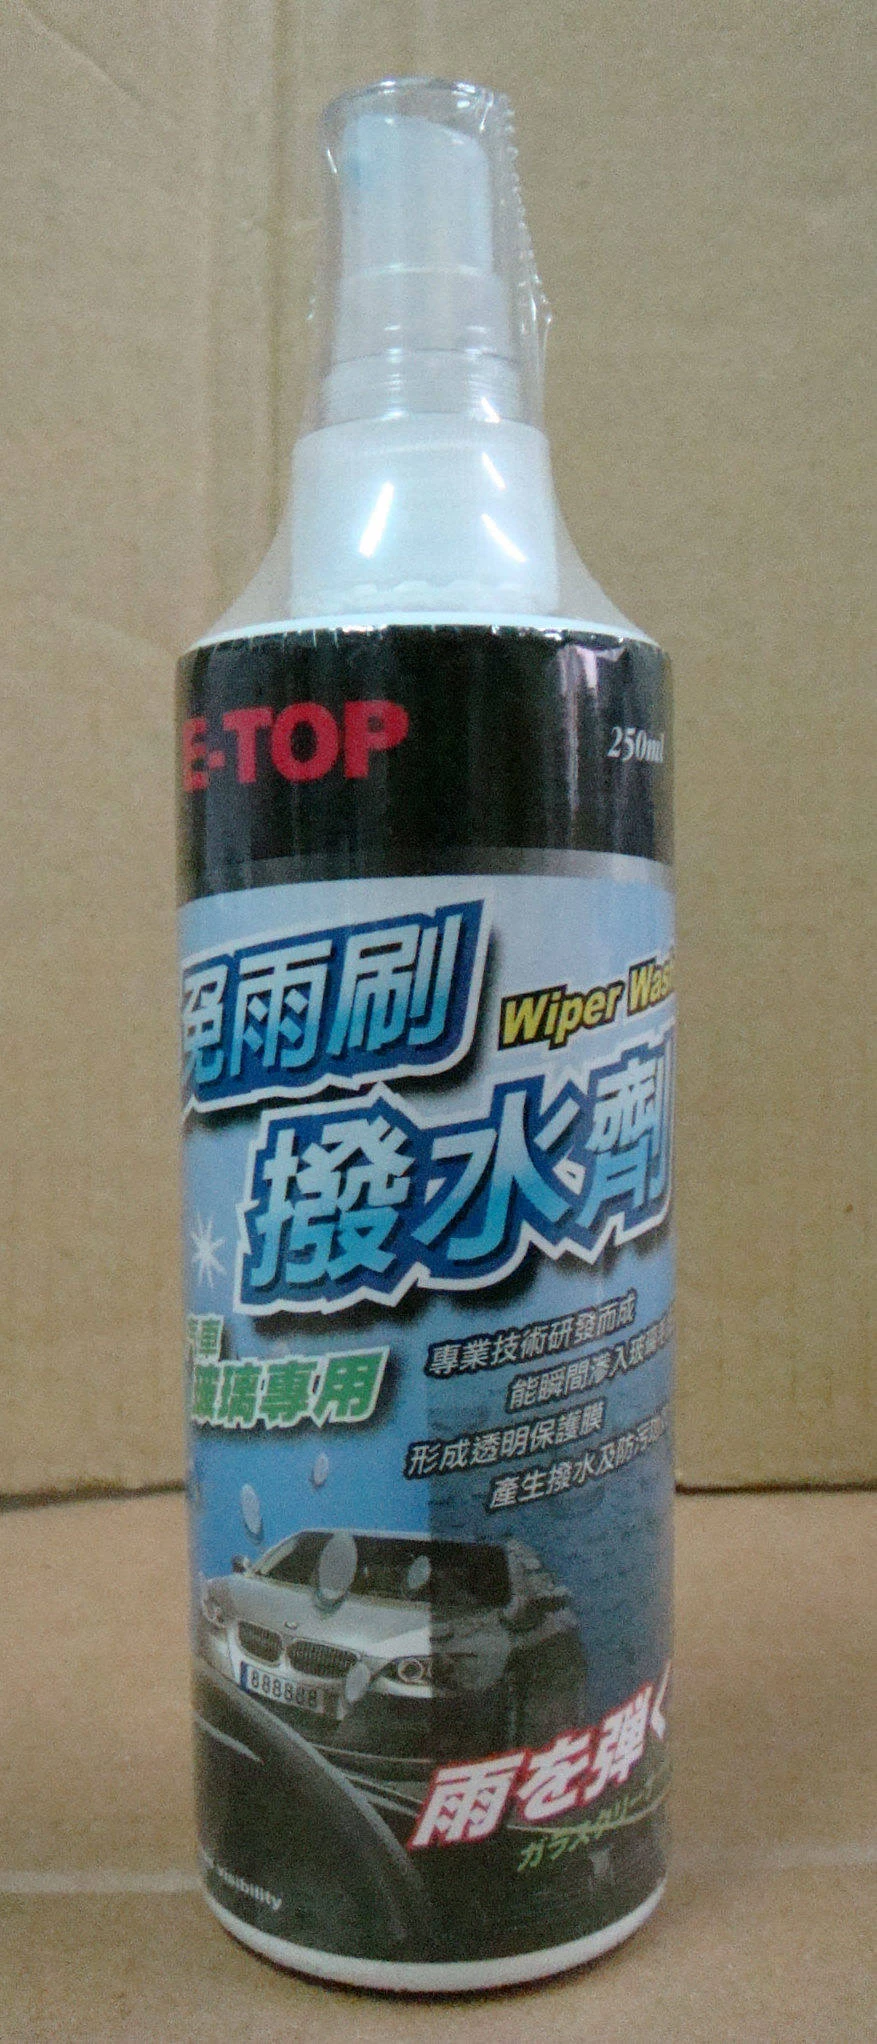 E-TOP
250ml
免雨刷
Wiper
撥水劑
汽車
玻璃專用
專業技術研發而成
能瞬間滲入玻璃
形成透明保護膜
產生撥水及防污
888888
雨を弾く
ガラスクリーナー
visibility